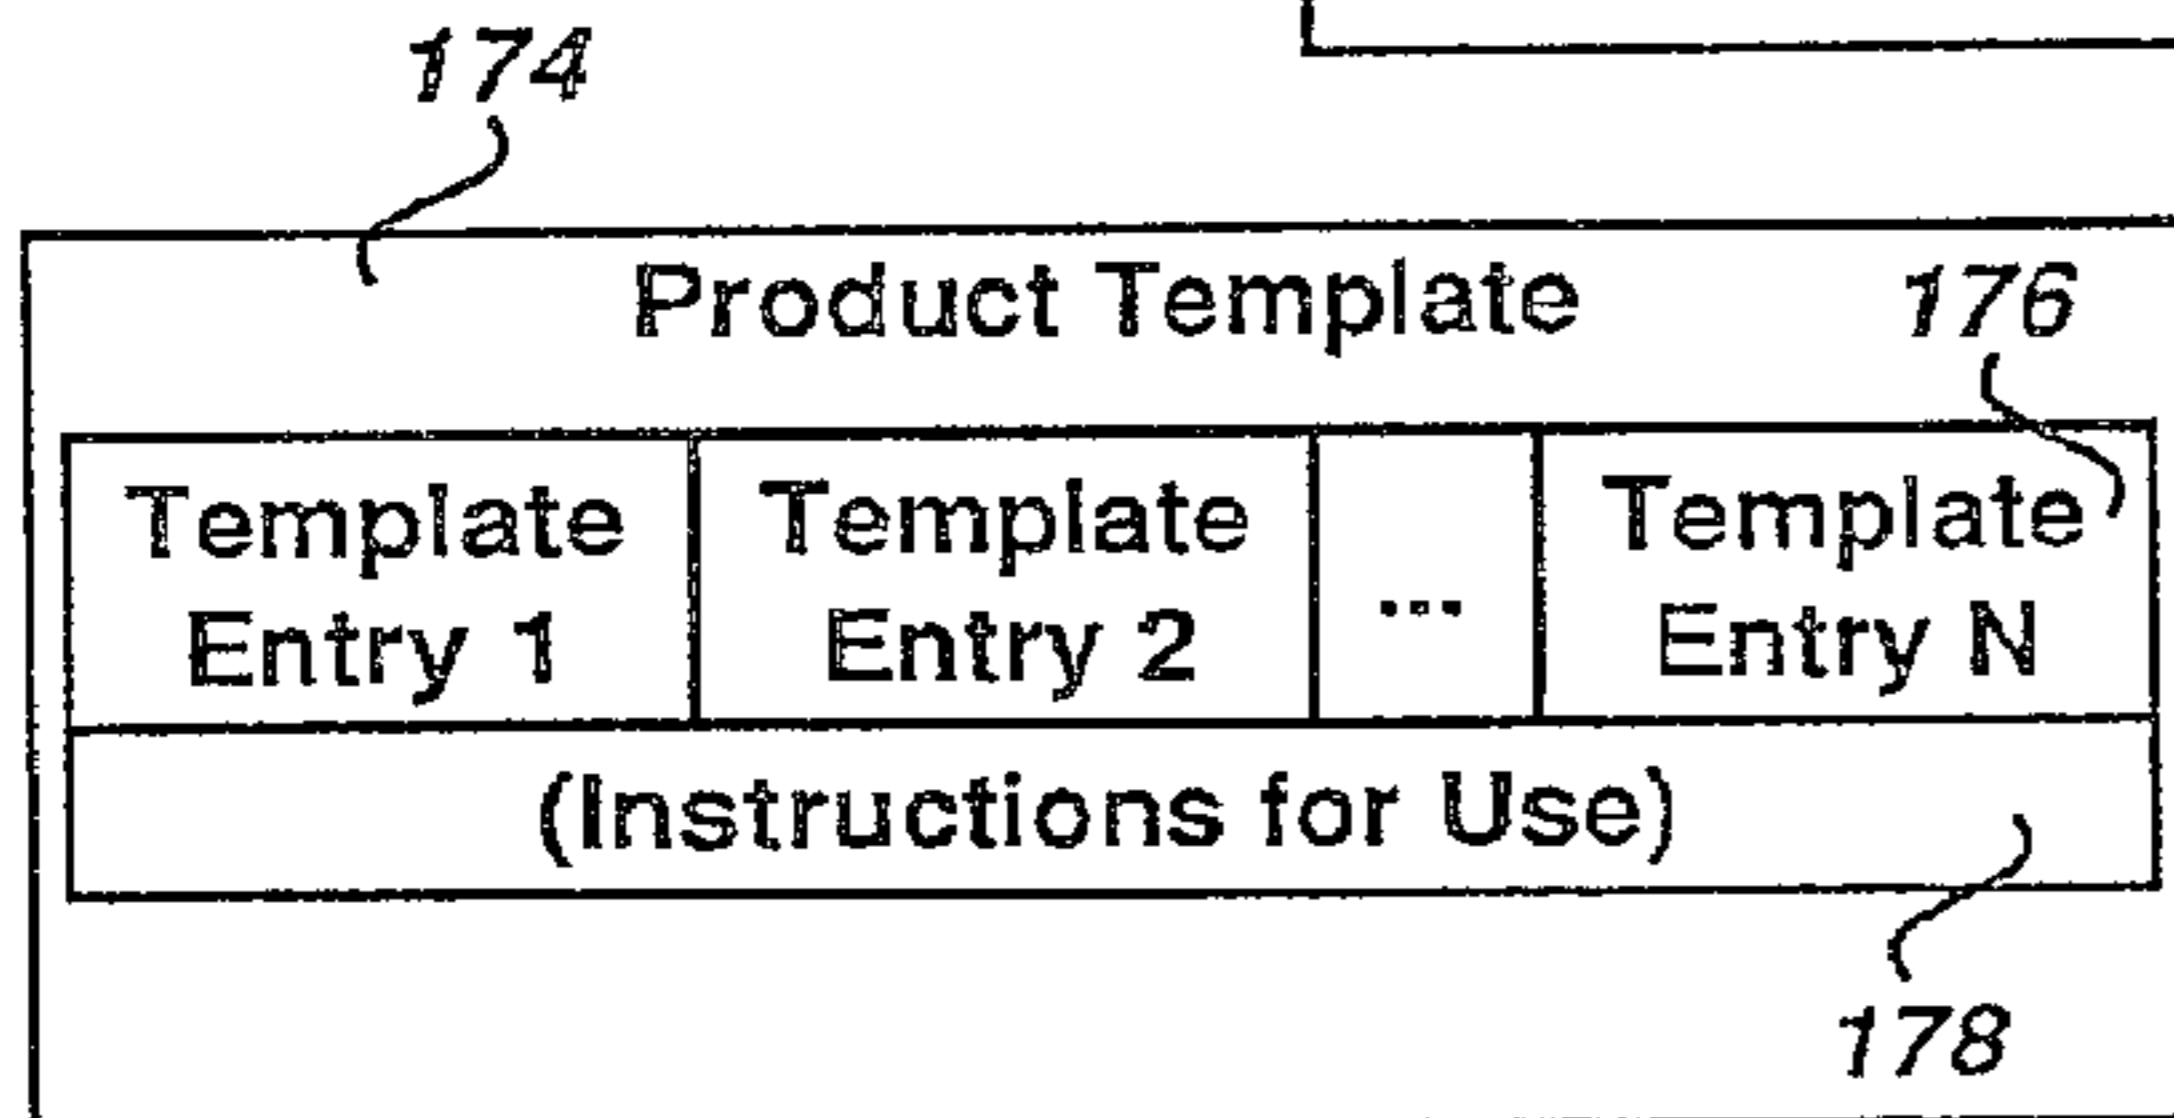 174
Product Template
176
Template Entry 1
Template Entry 2
...
Template Entry N
(Instructions for Use)
178